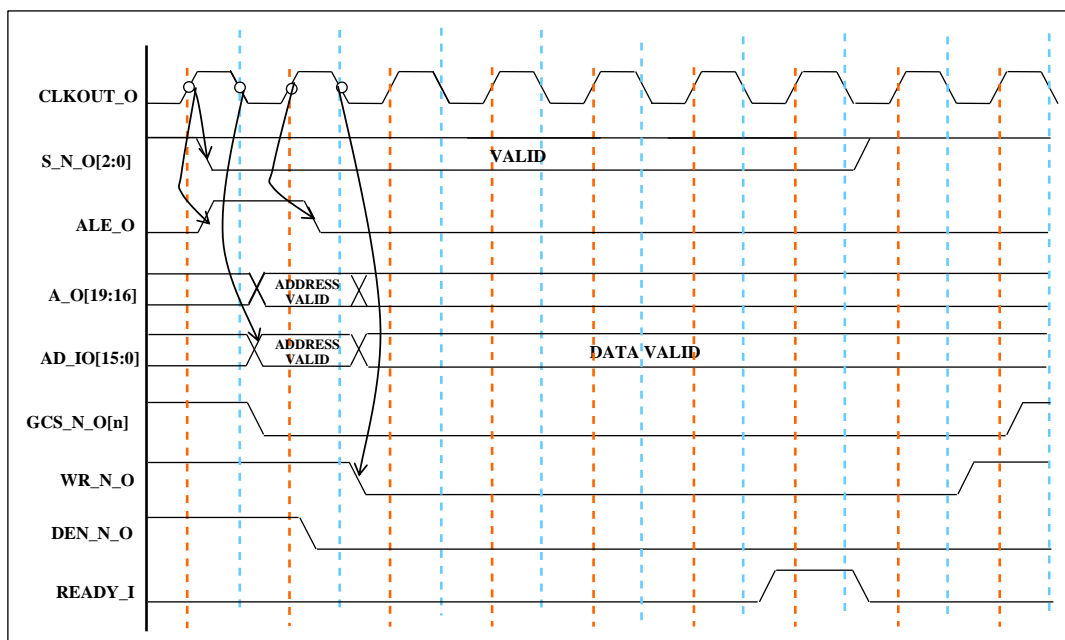 CLKOUT_O
S_N_O[2:0]
VALID
ALE_O
A_O[19:16]
ADDRESS
VALID
AD_IO[15:0]
ADDRESS
VALID
DATA VALID
GCS_N_O[n]
WR_N_O
DEN_N_O
READY_I